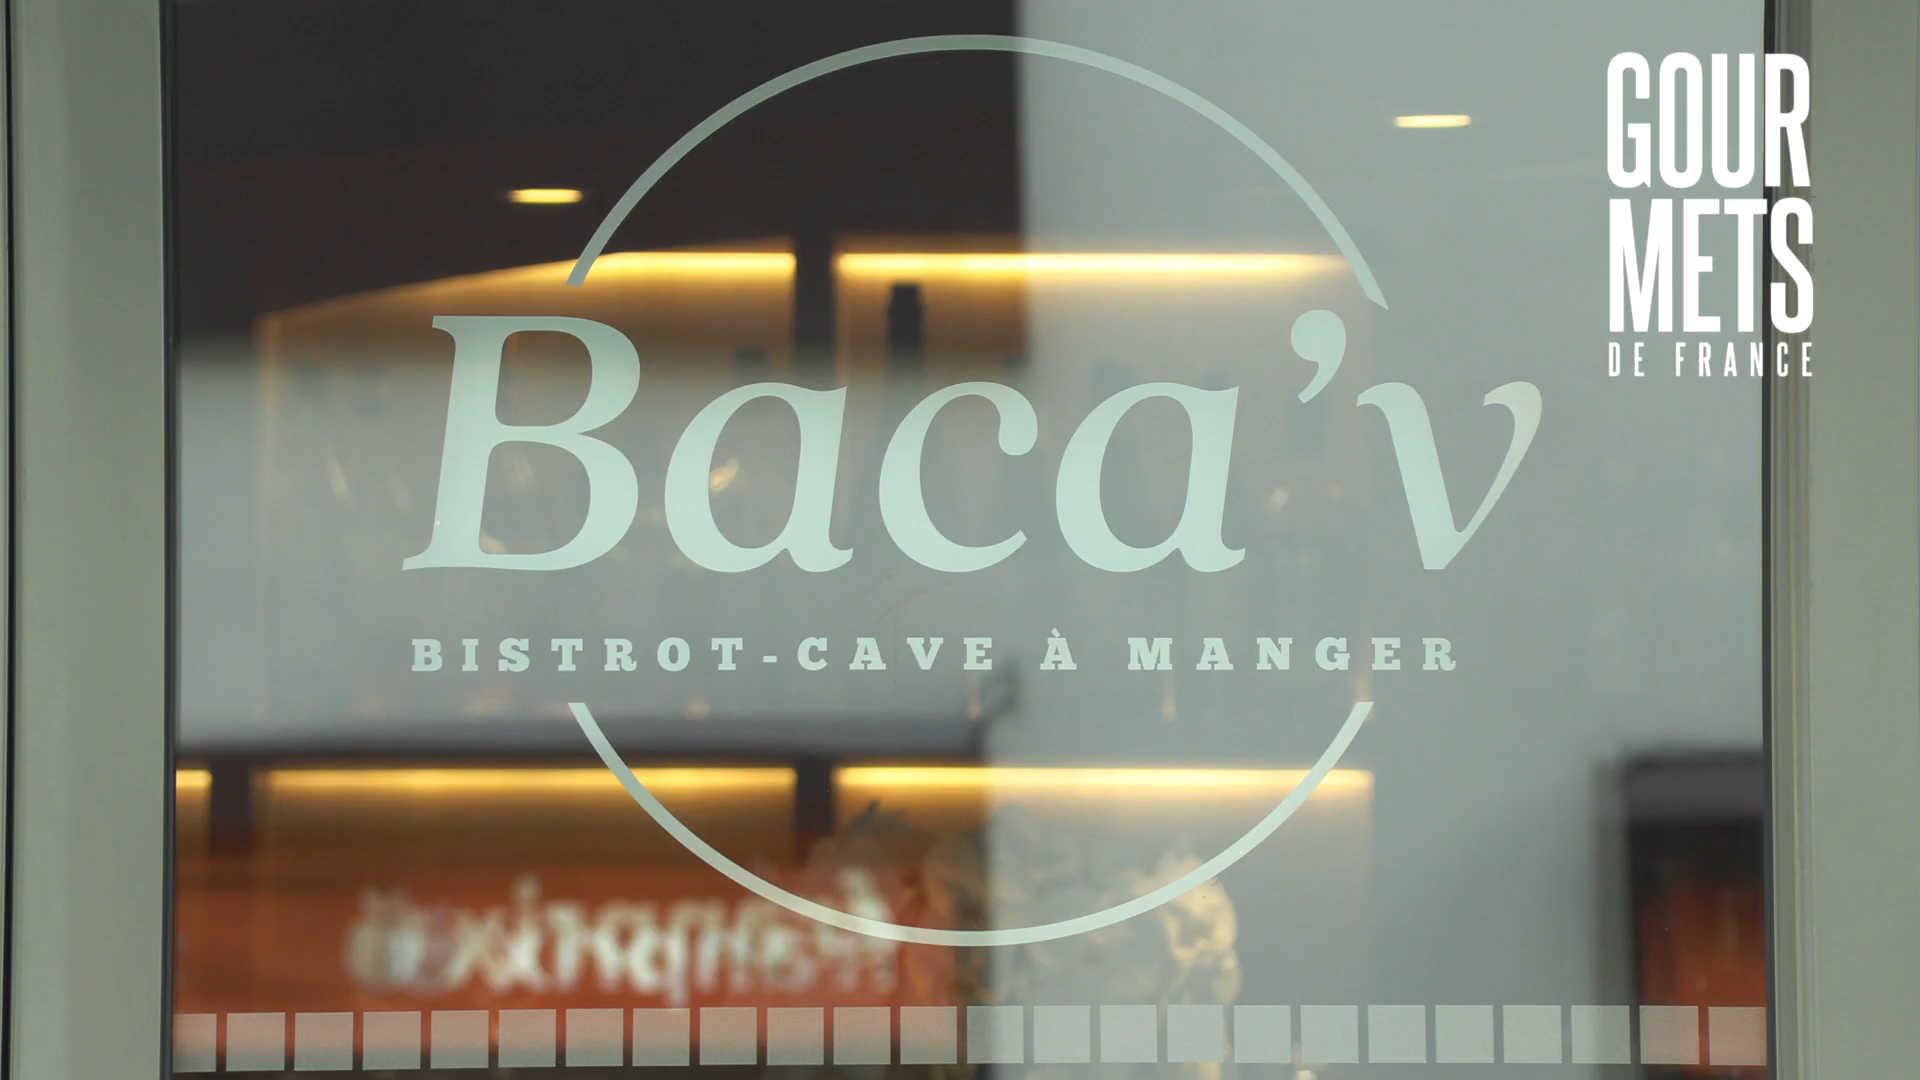 Baca'v
BISTROT-CAVE À MANGER
GOUR
METS
DE FRANCE